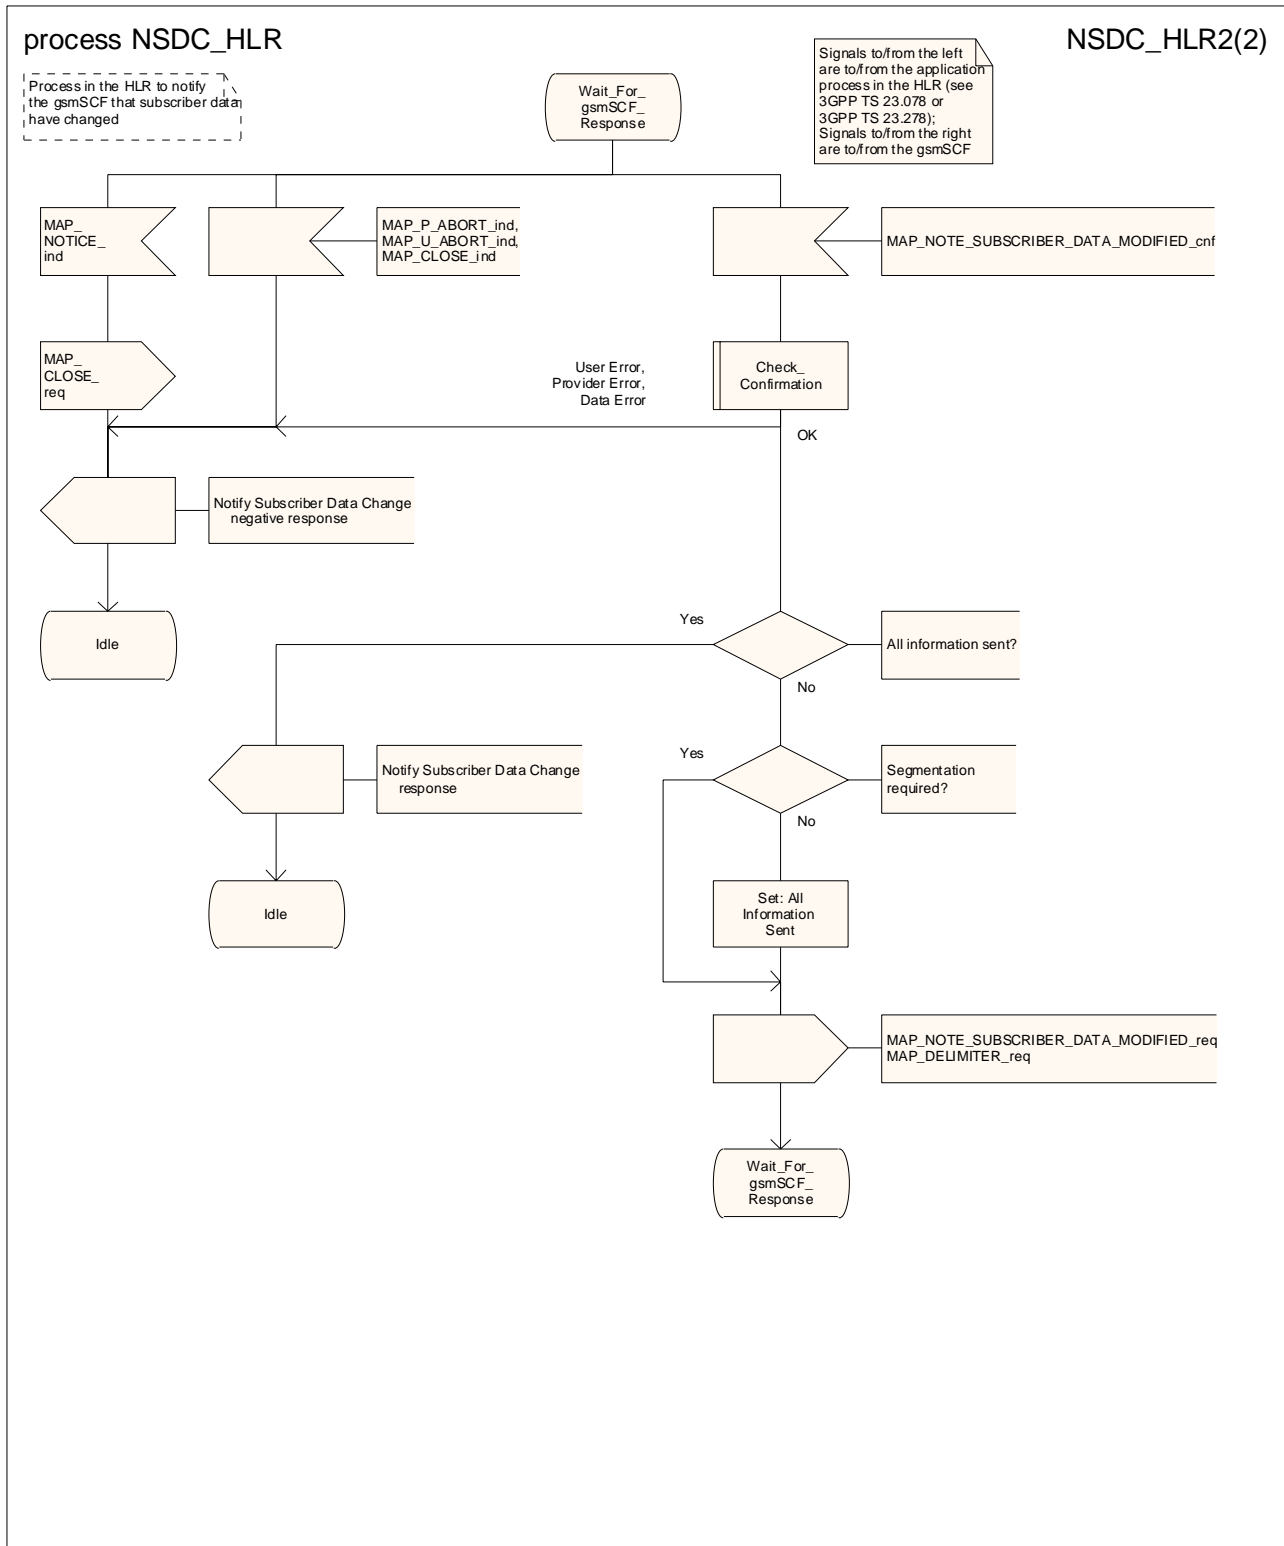 process NSDC_HLR
NSDC_HLR2(2)
Process in the HLR to notify
the gsmSCF that subscriber data
have changed
Wait_For_
gsmSCF_
Response
Signals to/from the left
are to/from the application
process in the HLR (see
3GPP TS 23.078 or
3GPP TS 23.278);
Signals to/from the right
are to/from the gsmSCF
MAP_
NOTICE_
ind
MAP_P_ABORT_ind,
MAP_U_ABORT_ind,
MAP_CLOSE_ind
MAP_NOTE_SUBSCRIBER_DATA_MODIFIED_cnf
MAP_
CLOSE_
req
User Error,
Provider Error,
Data Error
Check_
Confirmation
OK
Notify Subscriber Data Change
negative response
Idle
Yes
All information sent?
No
Notify Subscriber Data Change
response
Yes
Segmentation
required?
No
Idle
Set: All
Information
Sent
MAP_NOTE_SUBSCRIBER_DATA_MODIFIED_req
MAP_DELIMITER_req
Wait_For_
gsmSCF_
Response